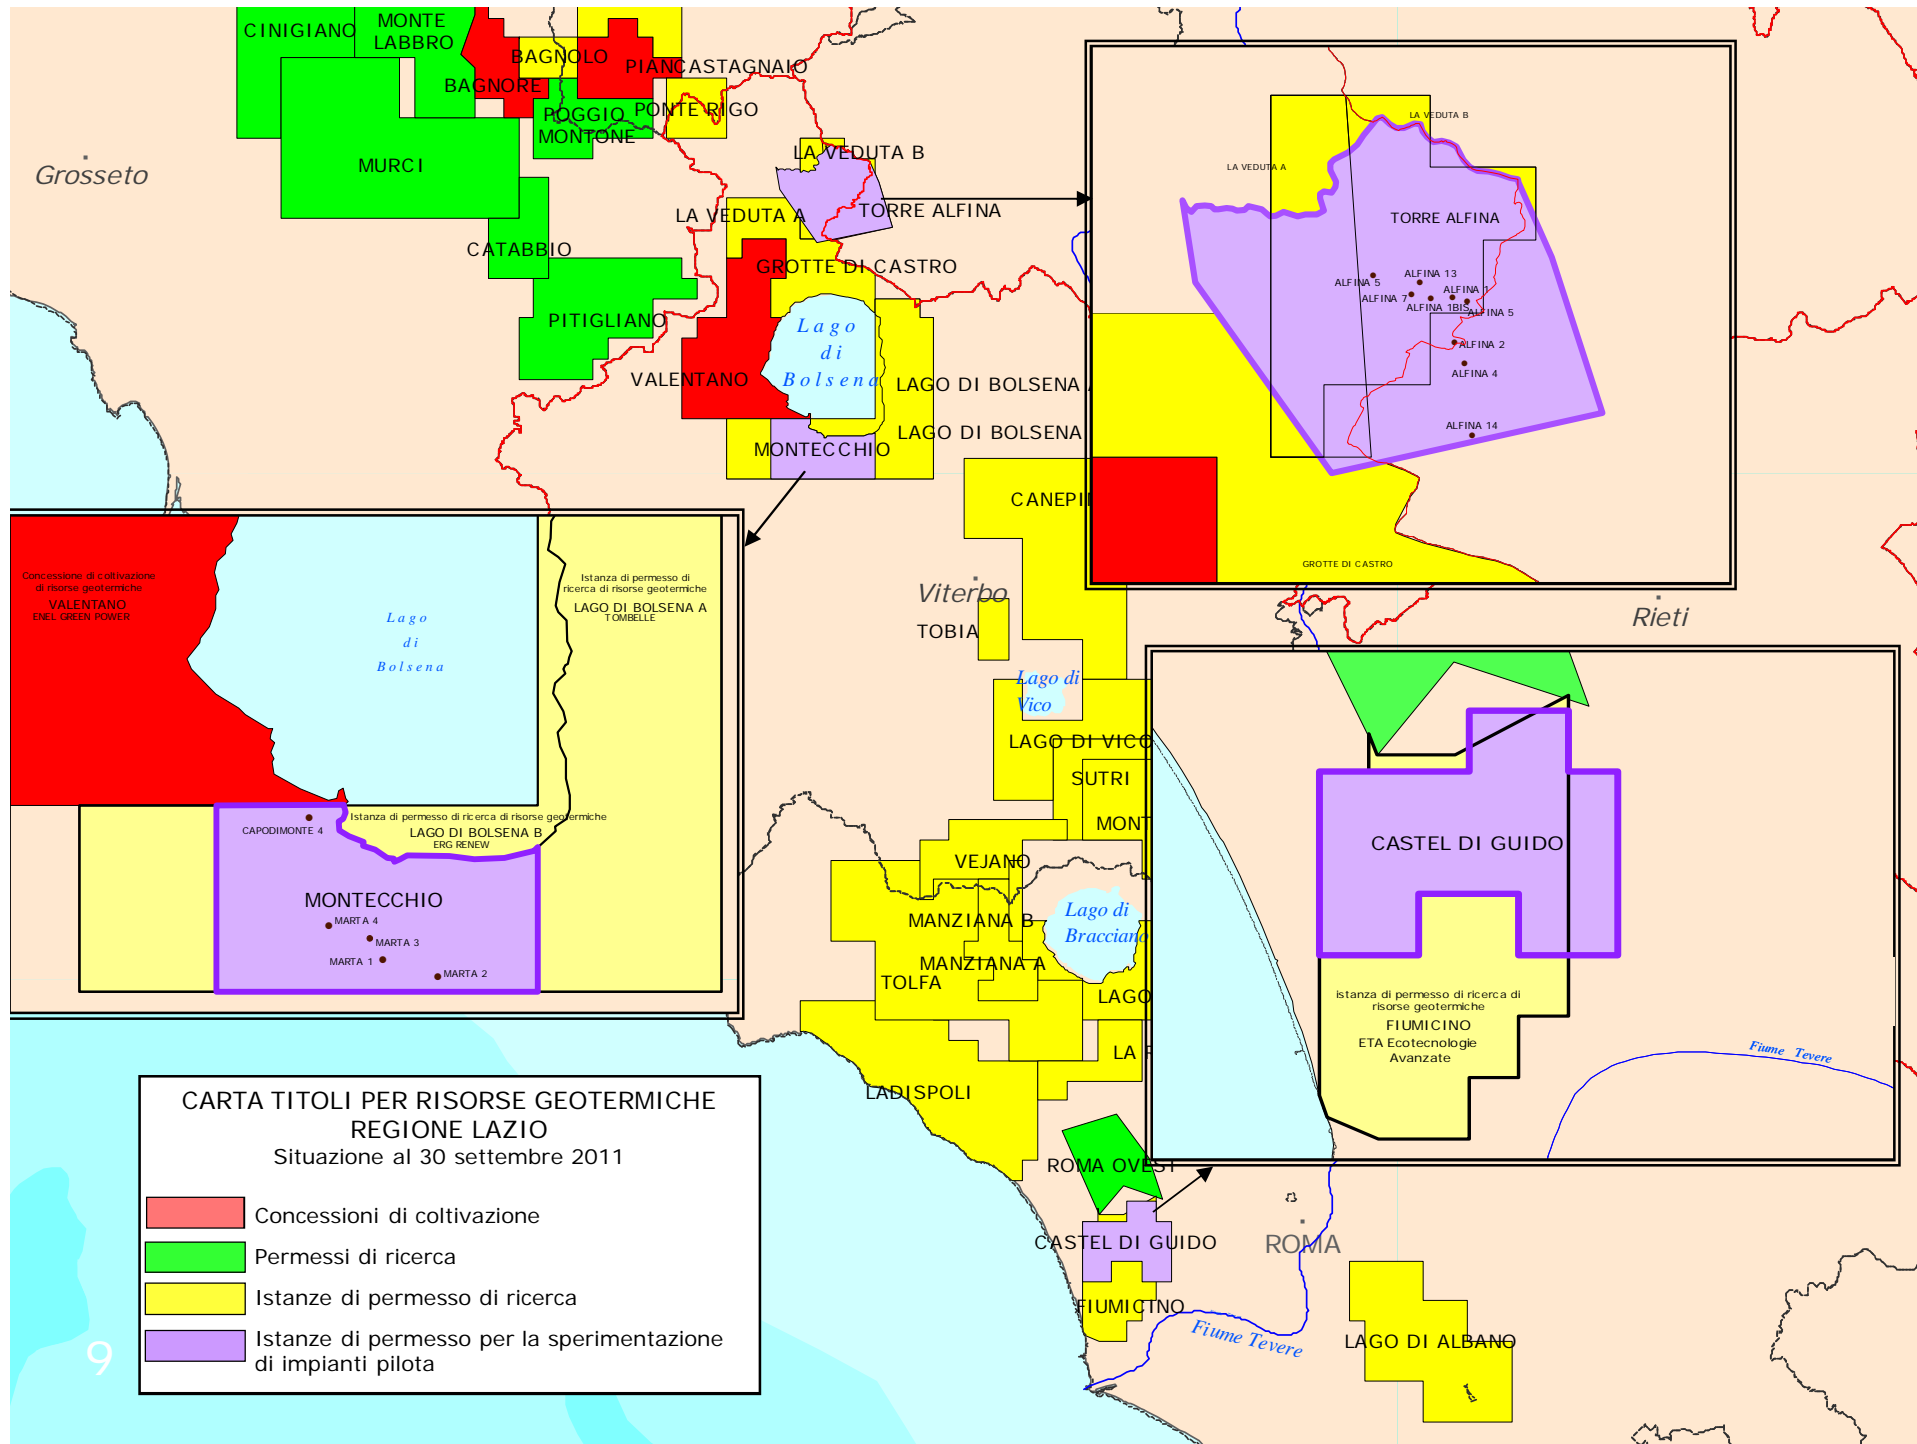 CINIGIANO
MONTE
LABBRO
BAGNOLO
PIANCASTAGNAIO
BAGNORE
POGGIO
MONTONE
PONTE RIGO
MURCI
Grosseto
LA VEDUTA B
LA VEDUTA A
TORRE ALFINA
CATABBIO
GROTTE DI CASTRO
PITIGLIANO
Lago
di
Bolsena
VALENTANO
LAGO DI BOLSENA
LAGO DI BOLSENA
MONTECCHIO
CANEPI
Viterbo
TOBIA
Lago di
Vico
LAGO DI VICO
SUTRI
MONT
VEJANO
MANZIANA B
Lago di
Bracciano
MANZIANA A
TOLFA
LAGO
LA
LADISPOLI
ROMA OVEST
CASTEL DI GUIDO
ROMA
FIUMICINO
Fiume Tevere
LAGO DI ALBANO
Rieti
LA VEDUTA B
LA VEDUTA A
TORRE ALFINA
ALFINA 13
ALFINA 5
ALFINA 1
ALFINA 7
ALFINA 1BIS
ALFINA 5
ALFINA 2
ALFINA 4
ALFINA 14
GROTTE DI CASTRO
Concessione di coltivazione
di risorse geotermiche
VALENTANO
ENEL GREEN POWER
Lago
di
Bolsena
Istanza di permesso di
ricerca di risorse geotermiche
LAGO DI BOLSENA A
TOMBELLE
Istanza di permesso di ricerca di risorse geotermiche
LAGO DI BOLSENA B
ERG RENEW
CAPODIMONTE 4
MONTECCHIO
MARTA 4
MARTA 3
MARTA 1
MARTA 2
CASTEL DI GUIDO
istanza di permesso di ricerca di
risorse geotermiche
FIUMICINO
ETA Ecotecnologie
Avanzate
Fiume Tevere
CARTA TITOLI PER RISORSE GEOTERMICHE
REGIONE LAZIO
Situazione al 30 settembre 2011
Concessioni di coltivazione
Permessi di ricerca
Istanze di permesso di ricerca
Istanze di permesso per la sperimentazione
di impianti pilota
9